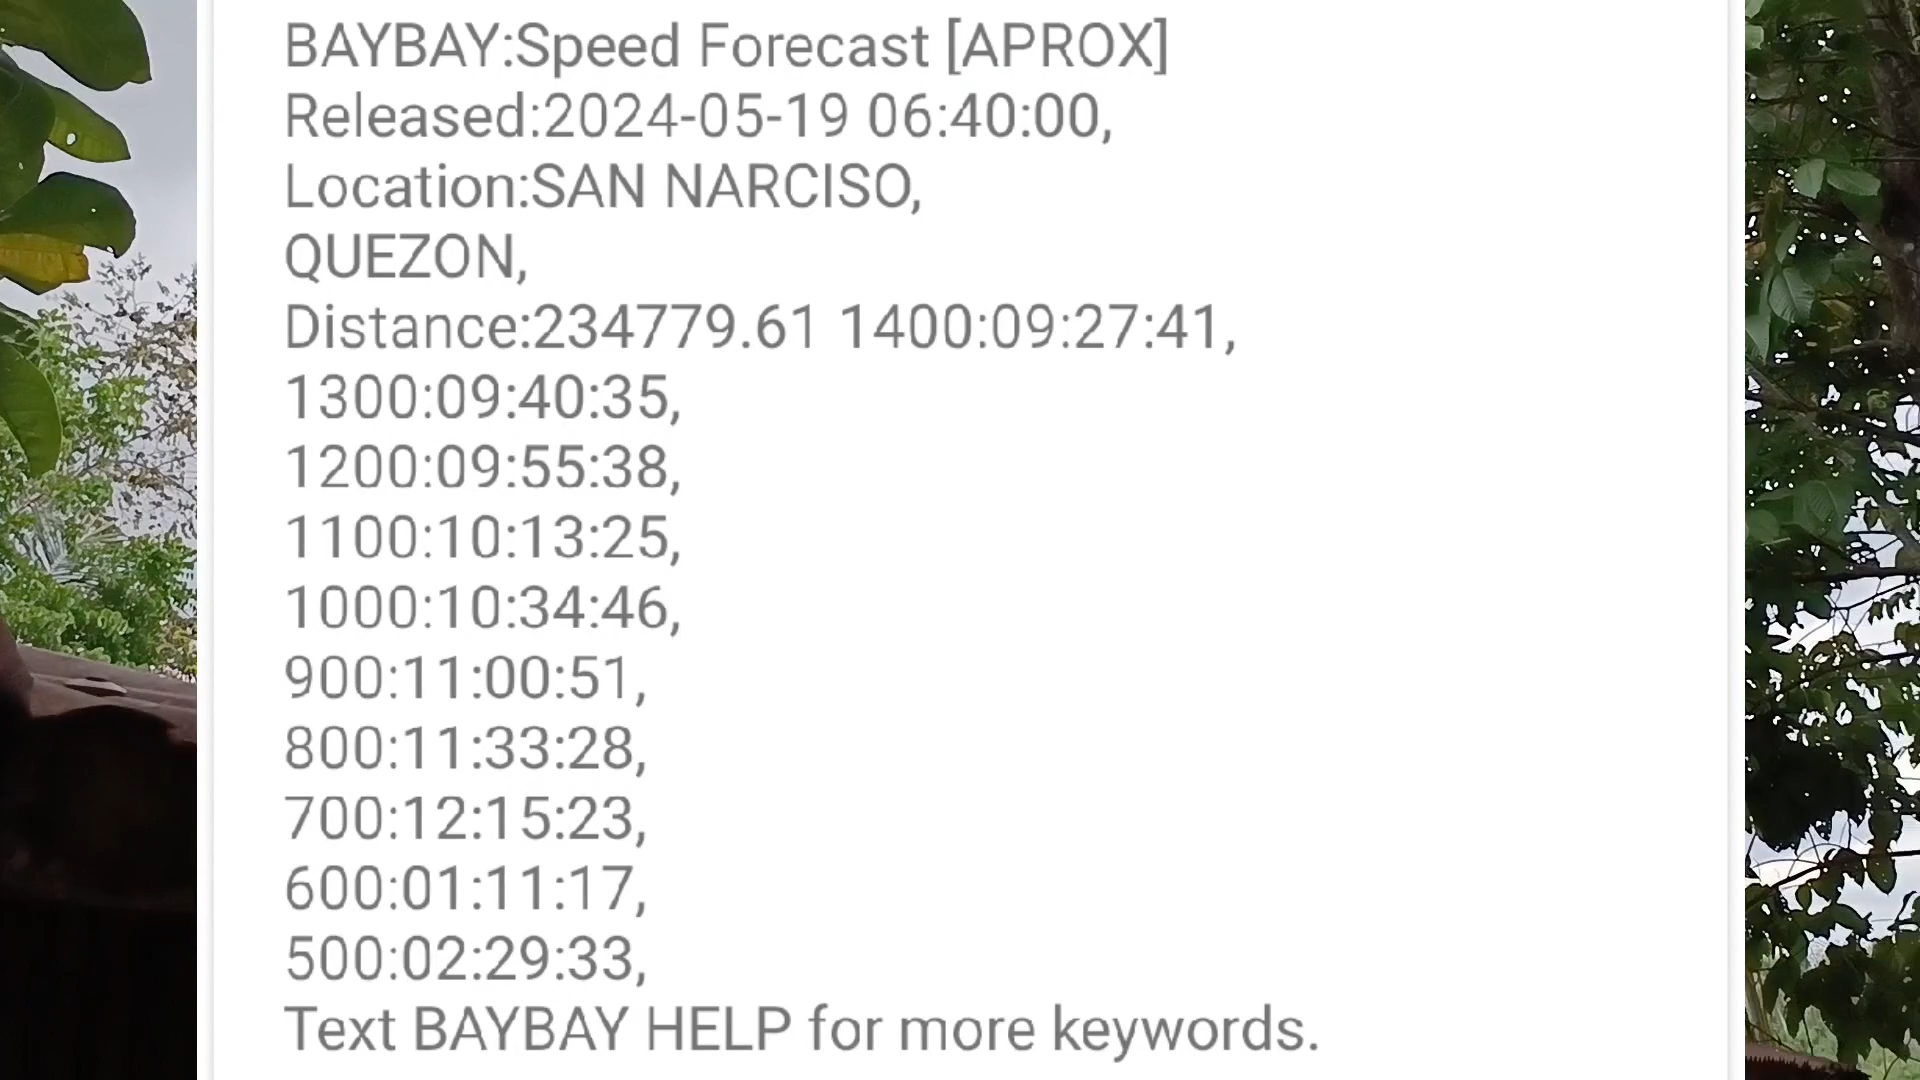 BAYBAY:Speed Forecast [APROX]
Released:2024-05-19 06:40:00,
Location:SAN NARCISO,
QUEZON,
Distance:234779.61 1400:09:27:41,
1300:09:40:35,
1200:09:55:38,
1100:10:13:25,
1000:10:34:46,
900:11:00:51,
800:11:33:28,
700:12:15:23,
600:01:11:17,
500:02:29:33,
Text BAYBAY HELP for more keywords.